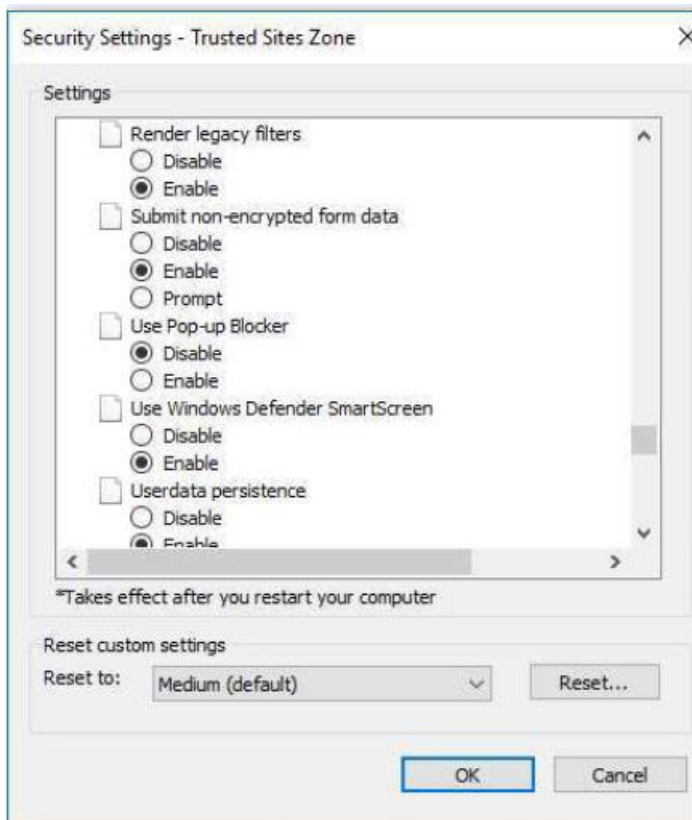 Security Settings - Trusted Sites Zone
Settings
Render legacy filters
Disable
Enable
Submit non-encrypted form data
Disable
Enable
Prompt
Use Pop-up Blocker
Disable
Enable
Use Windows Defender SmartScreen
Disable
Enable
Userdata persistence
Disable
Enable
*Takes effect after you restart your computer
Reset custom settings
Reset to: Medium (default) Reset...
OK Cancel